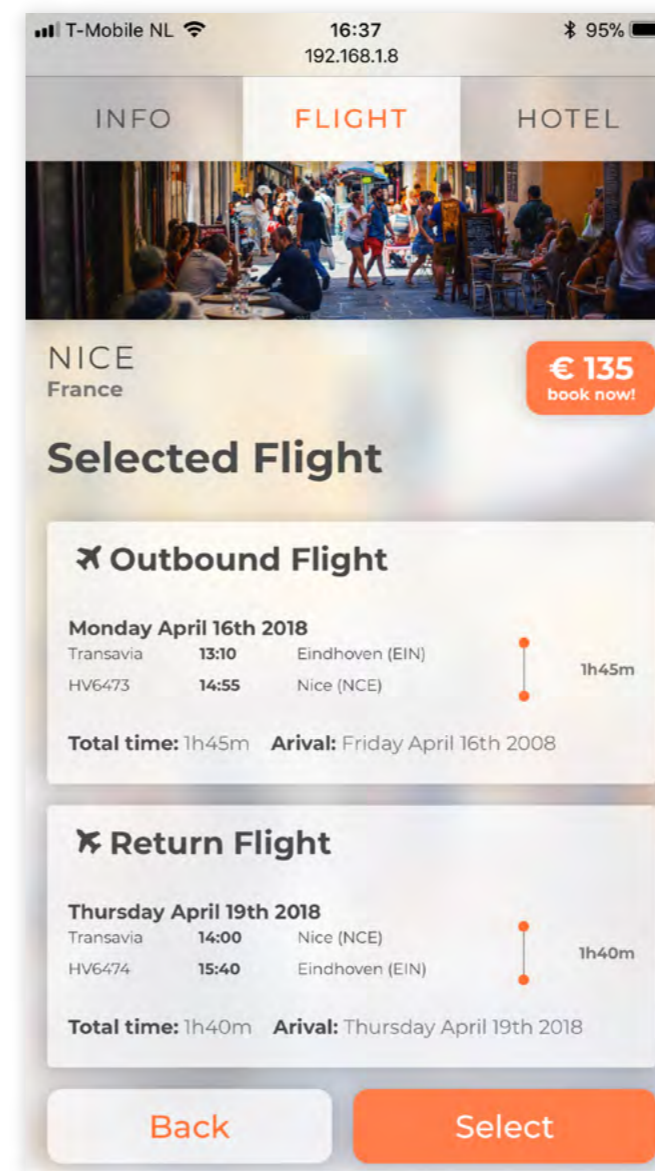 T-Mobile NL 16:37 95%
192.168.1.8
INFO FLIGHT HOTEL
NICE
France
€ 135
book now!
Selected Flight
Outbound Flight
Monday April 16th 2018
Transavia 13:10 Eindhoven (EIN)
1h45m
HV6473 14:55 Nice (NCE)
Total time: 1h45m Arival: Friday April 16th 2008
Return Flight
Thursday April 19th 2018
Transavia 14:00 Nice (NCE)
1h40m
HV6474 15:40 Eindhoven (EIN)
Total time: 1h40m Arival: Thursday April 19th 2018
Back Select